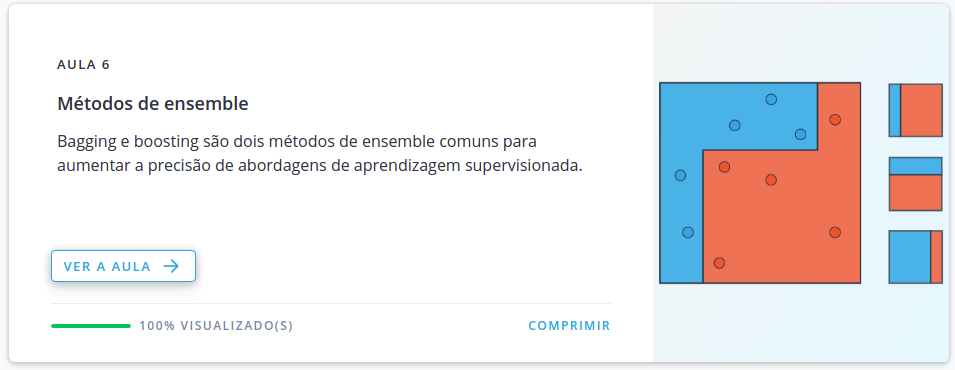 AULA 6
Métodos de ensemble
Bagging e boosting são dois métodos de ensemble comuns para
aumentar a precisão de abordagens de aprendizagem supervisionada.
VER A AULA
100% VISUALIZADO(S)
COMPRIMIR